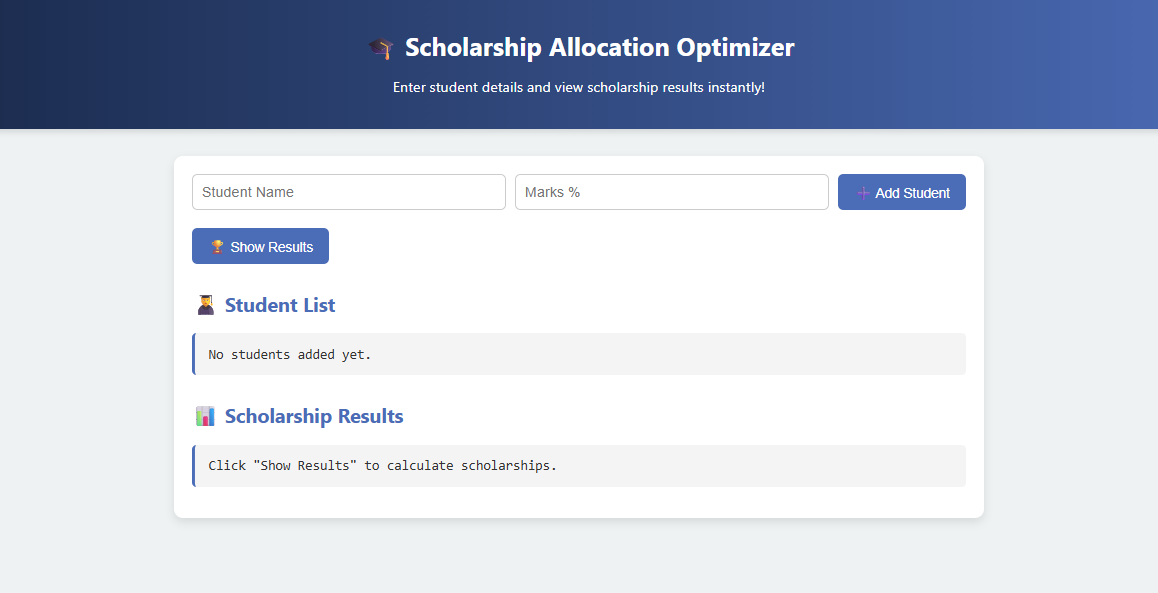 🎓 Scholarship Allocation Optimizer
Enter student details and view scholarship results instantly!
Student Name
Marks %
➕ Add Student
🏆 Show Results
👨‍🎓 Student List
No students added yet.
📊 Scholarship Results
Click "Show Results" to calculate scholarships.